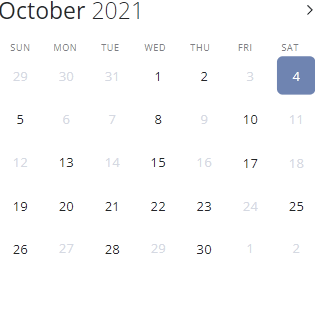 October 2021
SUN MON TUE WED THU FRI SAT
29 30 31 1 2 3 4
5 6 7 8 9 10 11
12 13 14 15 16 17 18
19 20 21 22 23 24 25
26 27 28 29 30 1 2